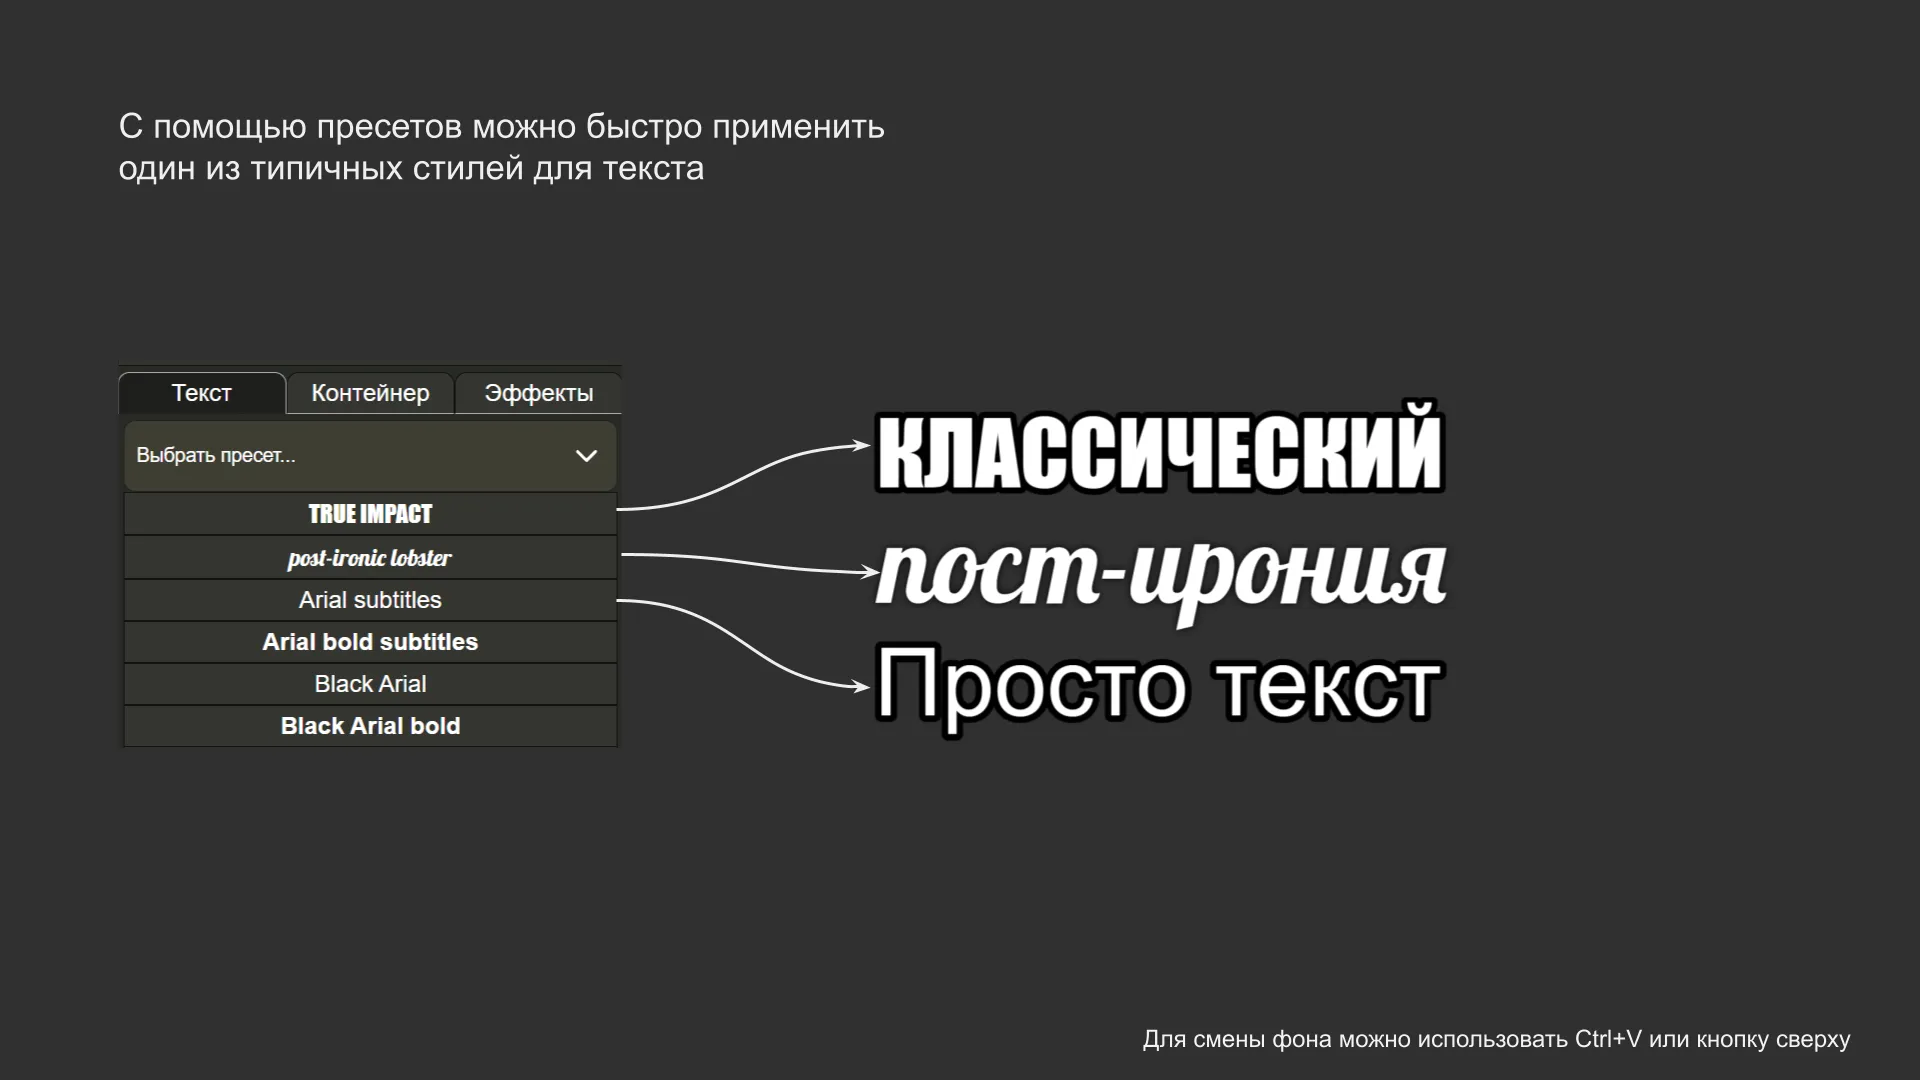 С помощью пресетов можно быстро применить
один из типичных стилей для текста
Текст
Контейнер
Эффекты
Выбрать пресет...
TRUE IMPACT
post-ironic lobster
Arial subtitles
Arial bold subtitles
Black Arial
Black Arial bold
КЛАССИЧЕСКИЙ
пост-ирония
Просто текст
Для смены фона можно использовать Ctrl+V или кнопку сверху